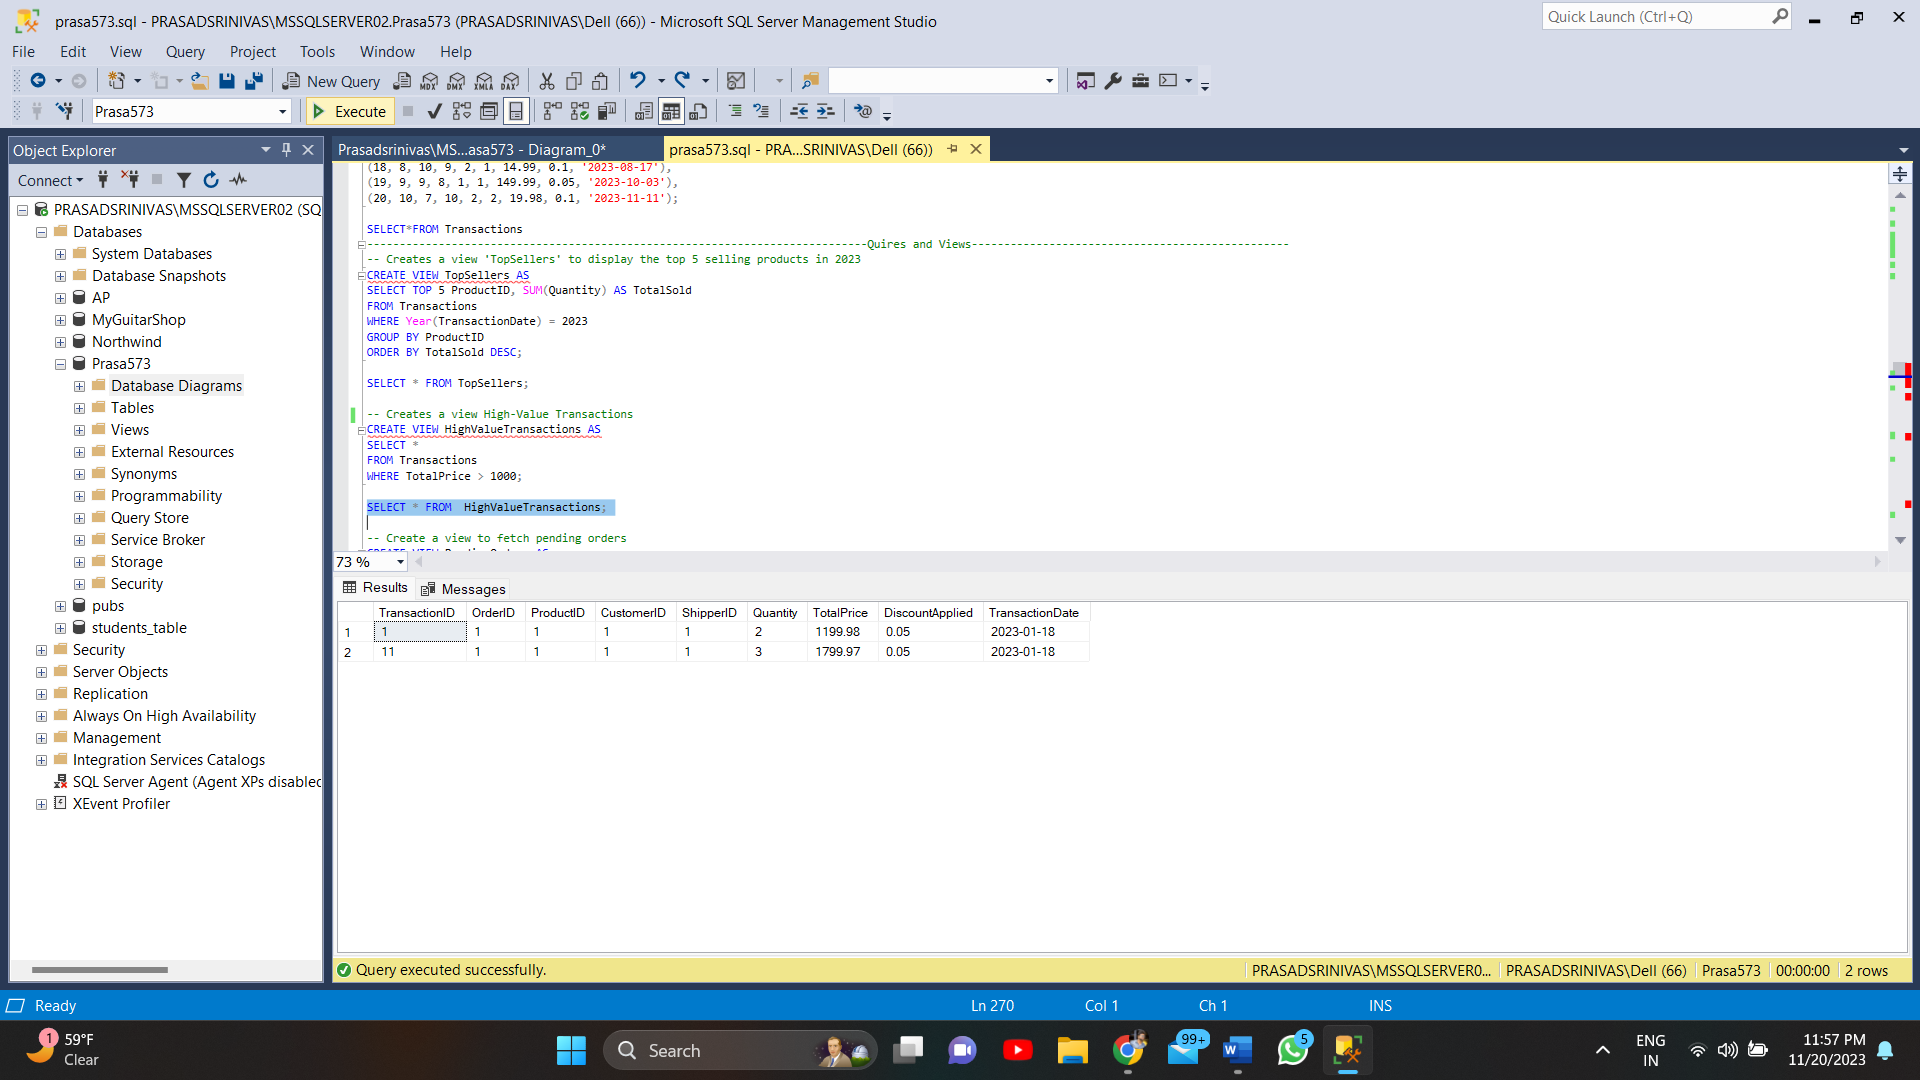 prasa573.sql - PRASADSRINIVAS\MSSQLSERVER02.Prasa573 (PRASADSRINIVAS\Dell (66)) - Microsoft SQL Server Management Studio
Quick Launch (Ctrl+Q)
File Edit View Query Project Tools Window Help
New Query MDX DMX XMLA DAX
Prasa573 Execute
Object Explorer
Connect
PRASADSRINIVAS\MSSQLSERVER02 (SQ
Databases
System Databases
Database Snapshots
AP
MyGuitarShop
Northwind
Prasa573
Database Diagrams
Tables
Views
External Resources
Synonyms
Programmability
Query Store
Service Broker
Storage
Security
pubs
students_table
Security
Server Objects
Replication
Always On High Availability
Management
Integration Services Catalogs
SQL Server Agent (Agent XPs disabled
XEvent Profiler
Prasadsrinivas\MS...asa573 - Diagram_0*
prasa573.sql - PRA...SRINIVAS\Dell (66))
(18, 8, 10, 9, 2, 1, 14.99, 0.1, '2023-08-17'),
(19, 9, 9, 8, 1, 1, 149.99, 0.05, '2023-10-03'),
(20, 10, 7, 10, 2, 2, 19.98, 0.1, '2023-11-11');
SELECT*FROM Transactions
-----------------------------------------------------------------------------Quires and Views-------------------------------------------------
-- Creates a view 'TopSellers' to display the top 5 selling products in 2023
CREATE VIEW TopSellers AS
SELECT TOP 5 ProductID, SUM(Quantity) AS TotalSold
FROM Transactions
WHERE Year(TransactionDate) = 2023
GROUP BY ProductID
ORDER BY TotalSold DESC;
SELECT * FROM TopSellers;
-- Creates a view High-Value Transactions
CREATE VIEW HighValueTransactions AS
SELECT *
FROM Transactions
WHERE TotalPrice > 1000;
SELECT * FROM  HighValueTransactions;
-- Create a view to fetch pending orders
73 %
Results Messages
TransactionID OrderID ProductID CustomerID ShipperID Quantity TotalPrice DiscountApplied TransactionDate
1 1 1 1 1 1 2 1199.98 0.05 2023-01-18
2 11 1 1 1 1 3 1799.97 0.05 2023-01-18
Query executed successfully.
PRASADSRINIVAS\MSSQLSERVER0... PRASADSRINIVAS\Dell (66) Prasa573 00:00:00 2 rows
Ready Ln 270 Col 1 Ch 1 INS
1 59°F
Clear
Search
99+
5
ENG
IN
11:57 PM
11/20/2023